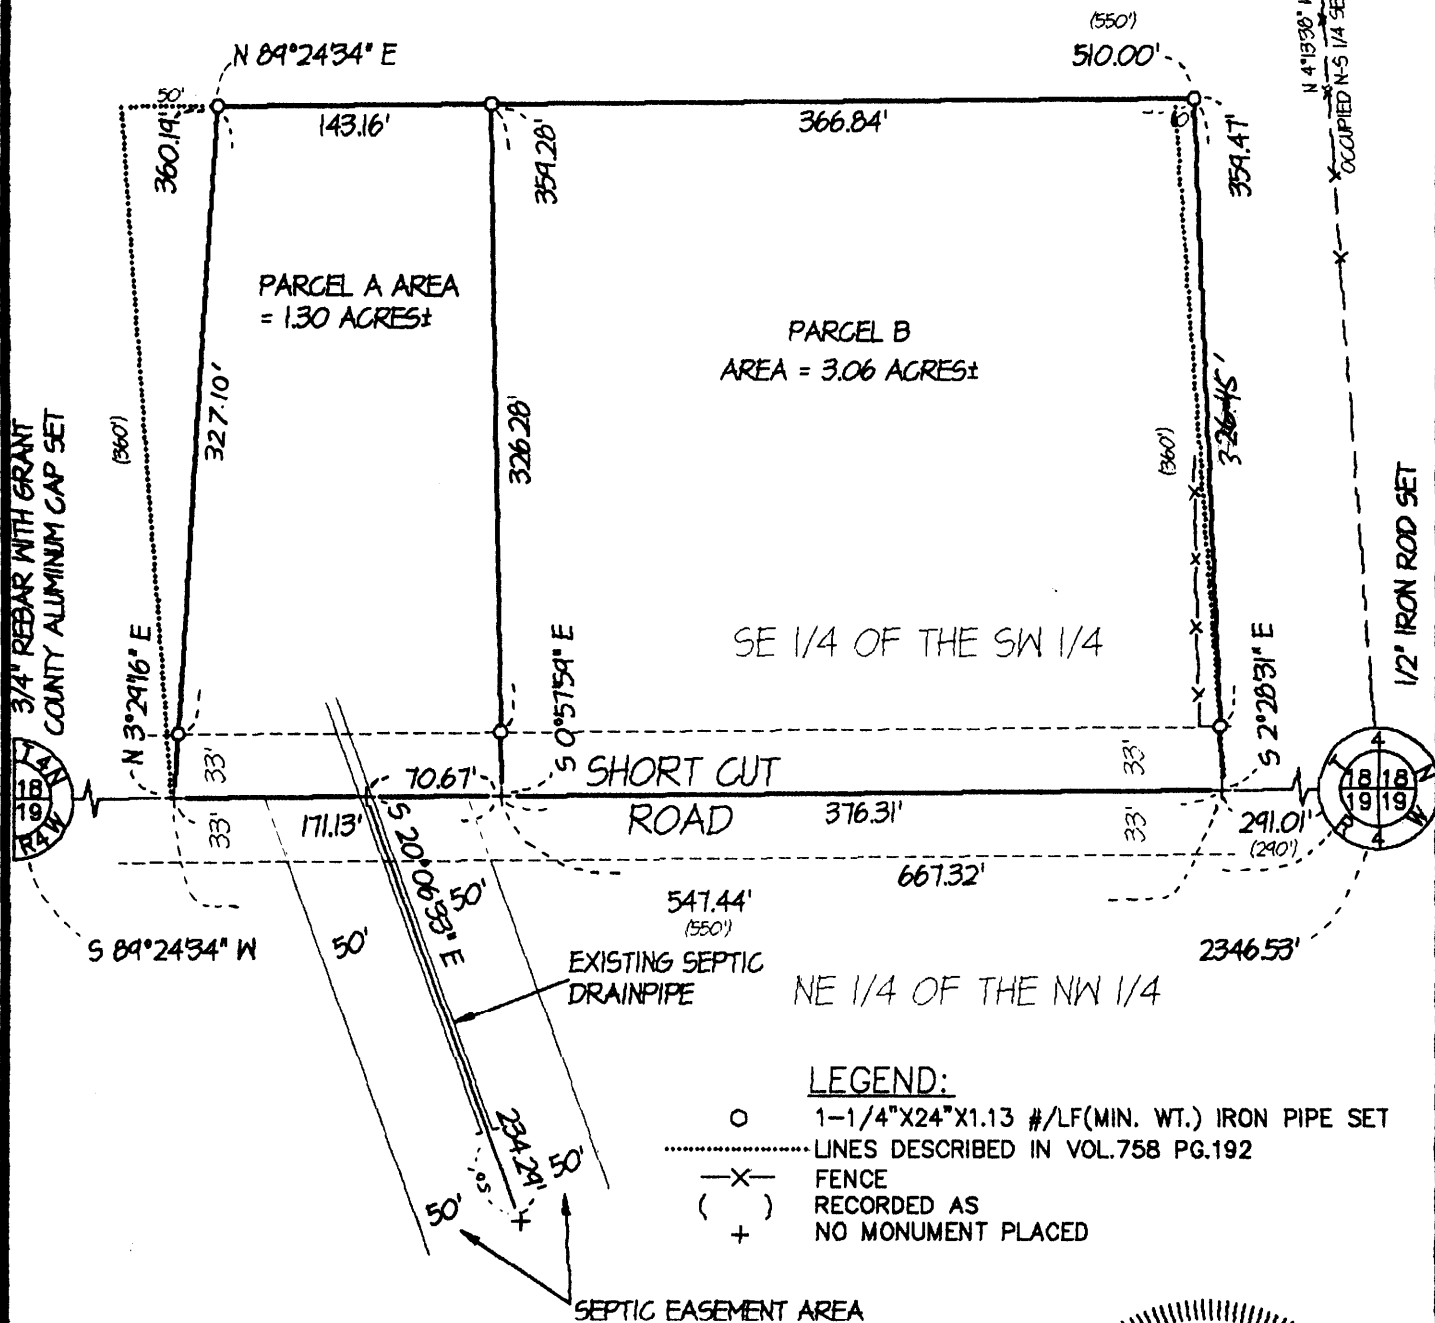 (550')
N 89°24'34" E
510.00'
N 4°13'38"
OCCUPIED N-S 1/4 SE
50'
360.19'
143.16'
359.28'
366.84'
6'
359.47'
PARCEL A AREA
= 1.30 ACRES±
PARCEL B
AREA = 3.06 ACRES±
327.10'
(360')
326.28'
(360')
326.45'
3/4" REBAR WITH GRANT
COUNTY ALUMINUM CAP SET
1/2" IRON ROD SET
N 3°29'16" E
S 0°57'59" E
SE 1/4 OF THE SW 1/4
S 2°28'31" E
T4N
18
19
R4W
33'
70.67'
SHORT CUT
ROAD
33'
4
T
N
18 18
19 19
R
W
4
33'
171.13'
376.31'
33'
291.01'
(290')
S 20°06'33" E
667.32'
50'
547.44'
(550')
S 89°24'34" W
50'
2346.53'
EXISTING SEPTIC
DRAINPIPE
NE 1/4 OF THE NW 1/4
LEGEND:
1-1/4"X24"X1.13 #/LF(MIN. WT.) IRON PIPE SET
LINES DESCRIBED IN VOL.758 PG.192
X FENCE
( ) RECORDED AS
+ NO MONUMENT PLACED
234.29'
50'
50'
50'
SEPTIC EASEMENT AREA